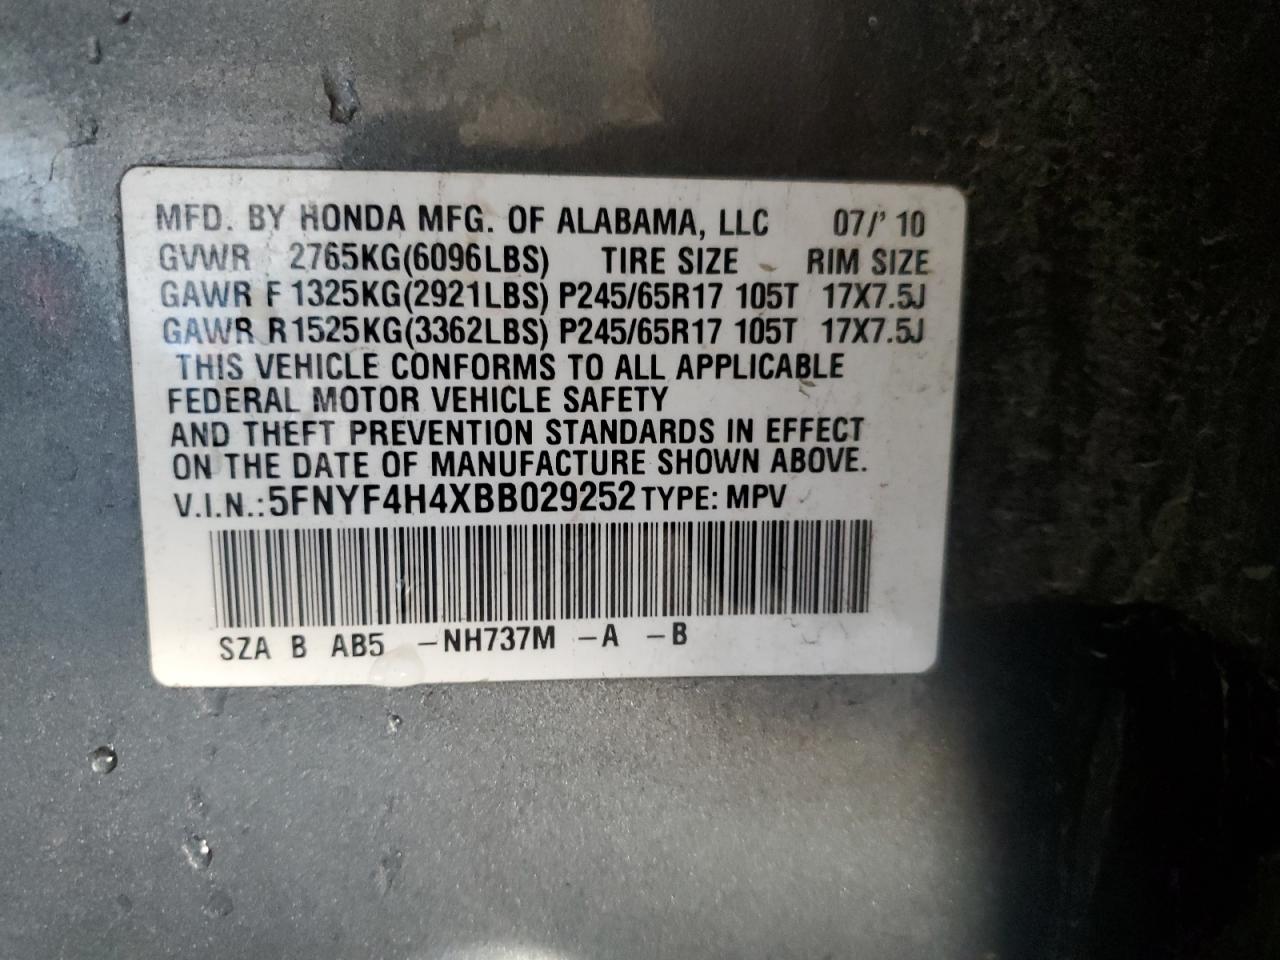 MFD. BY HONDA MFG. OF ALABAMA, LLC 07/' 10
GVWR 2765KG(6096LBS) TIRE SIZE RIM SIZE
GAWR F 1325KG(2921LBS) P245/65R17 105T 17X7.5J
GAWR R1525KG(3362LBS) P245/65R17 105T 17X7.5J
THIS VEHICLE CONFORMS TO ALL APPLICABLE
FEDERAL MOTOR VEHICLE SAFETY
AND THEFT PREVENTION STANDARDS IN EFFECT
ON THE DATE OF MANUFACTURE SHOWN ABOVE.
V.I.N.:5FNYF4H4XBB029252 TYPE: MPV
SZA B AB5 -NH737M -A -B